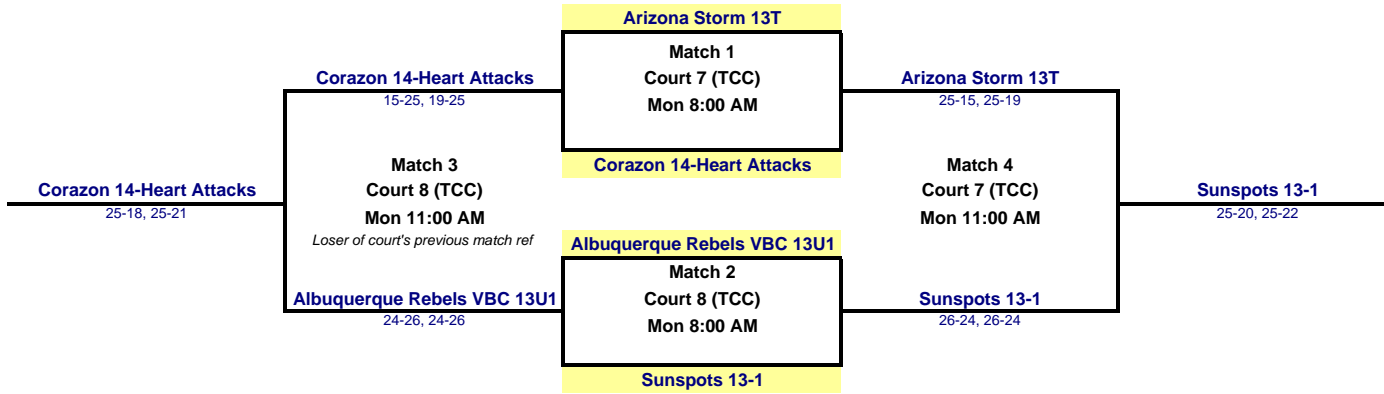 Arizona Storm 13T
Match 1
Corazon 14-Heart Attacks
Court 7 (TCC)
Arizona Storm 13T
15-25, 19-25
Mon 8:00 AM
25-15, 25-19
Match 3
Corazon 14-Heart Attacks
Match 4
Corazon 14-Heart Attacks
Court 8 (TCC)
Court 7 (TCC)
Sunspots 13-1
25-18, 25-21
Mon 11:00 AM
Mon 11:00 AM
25-20, 25-22
Loser of court's previous match ref
Albuquerque Rebels VBC 13U1
Match 2
Albuquerque Rebels VBC 13U1
Court 8 (TCC)
Sunspots 13-1
24-26, 24-26
Mon 8:00 AM
26-24, 26-24
Sunspots 13-1